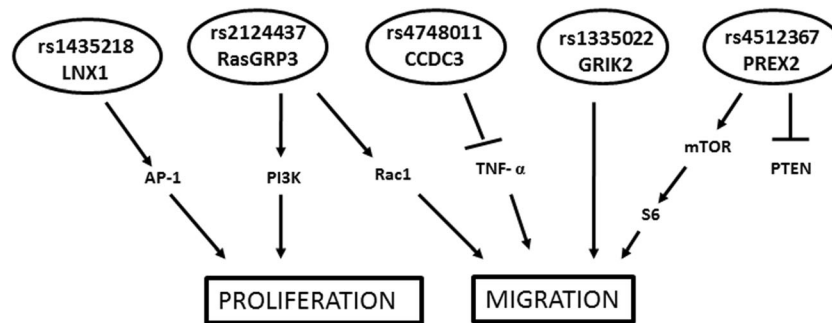 rs1435218
LNX1
rs2124437
RasGRP3
rs4748011
CCDC3
rs1335022
GRIK2
rs4512367
PREX2
AP-1
PI3K
Rac1
TNF- α
mTOR
PTEN
S6
PROLIFERATION
MIGRATION